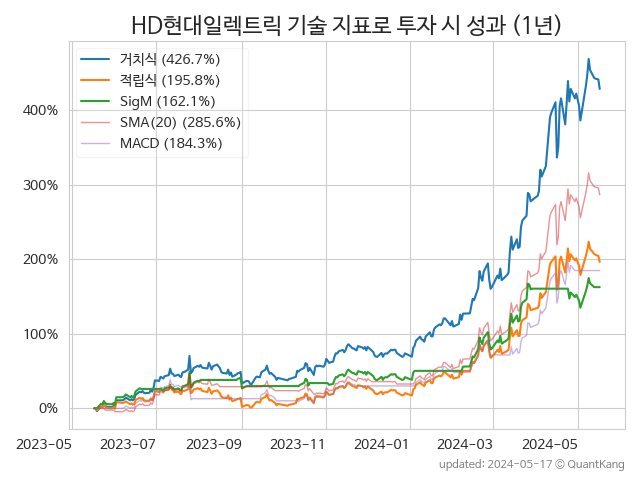 HD현대일렉트릭 기술 지표로 투자 시 성과 (1년)
거치식 (426.7%)
적립식 (195.8%)
SigM (162.1%)
SMA(20) (285.6%)
MACD (184.3%)
400%
300%
200%
100%
0%
2023-05 2023-07 2023-09 2023-11 2024-01 2024-03 2024-05
updated: 2024-05-17 © QuantKang